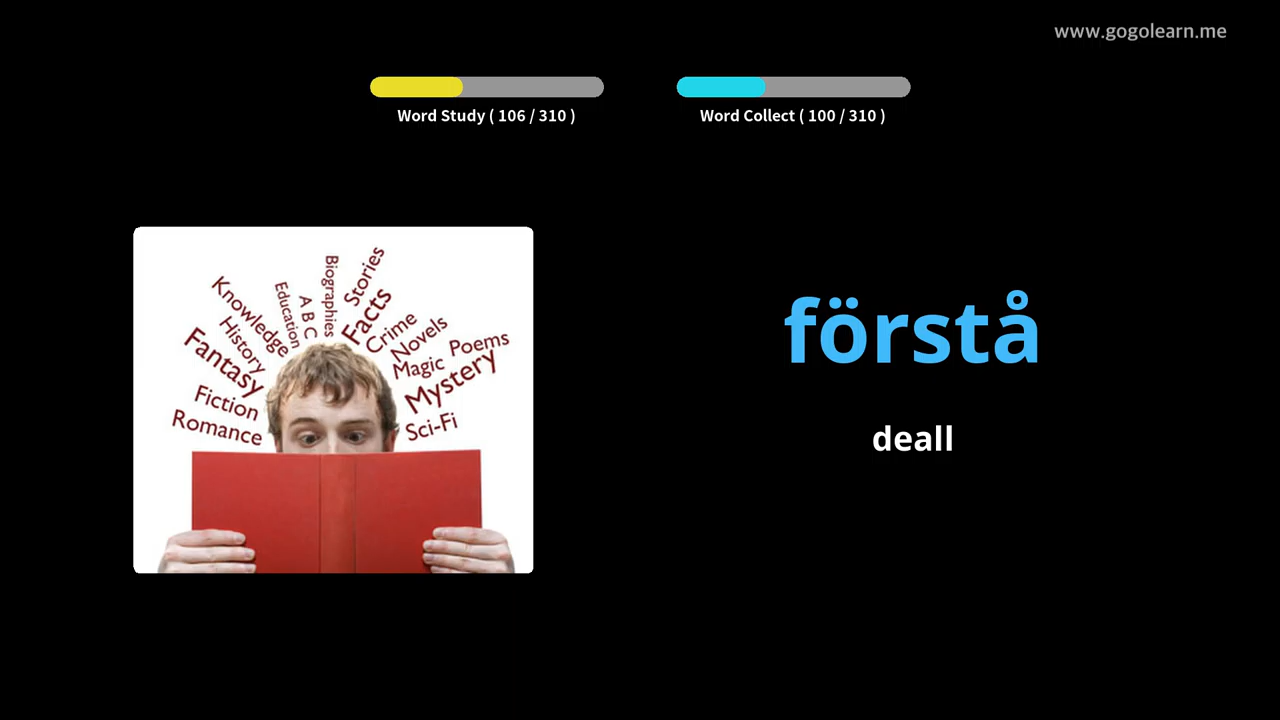 www.gogolearn.me
Word Study ( 106 / 310 )
Word Collect ( 100 / 310 )
Biographies
Stories
Knowledge
Education
A B C
Facts
Crime
History
Novels
Poems
Fantasy
Magic
Mystery
Fiction
Romance
Sci-Fi
förstå
deall